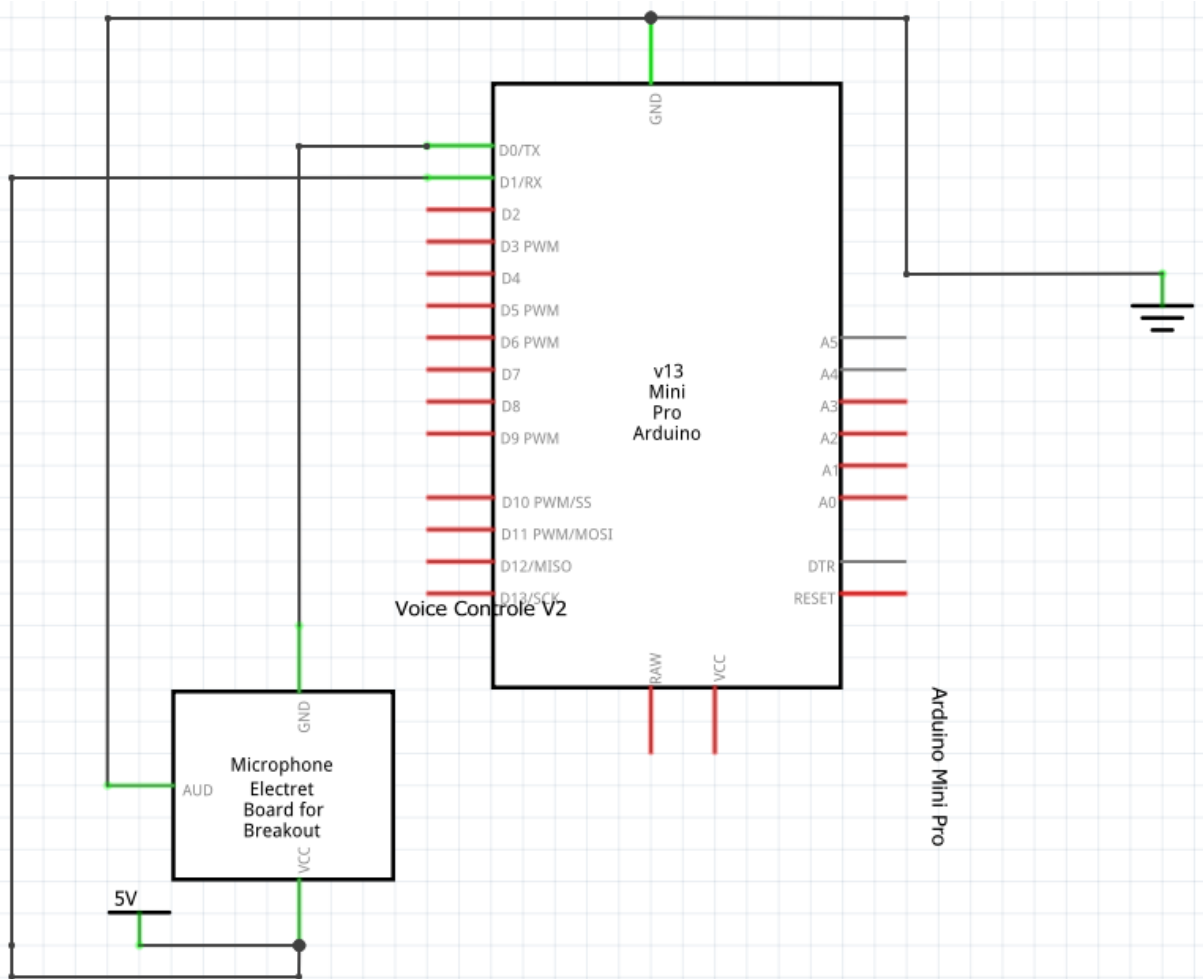 GND
D0/TX
D1/RX
D2
D3 PWM
D4
D5 PWM
D6 PWM
D7
D8
D9 PWM
D10 PWM/SS
D11 PWM/MOSI
D12/MISO
D13/SCK
v13
Mini
Pro
Arduino
A5
A4
A3
A2
A1
A0
DTR
RESET
RAW
VCC
Voice Controle V2
Arduino Mini Pro
GND
Microphone
Electret
Board for
Breakout
AUD
VCC
5V